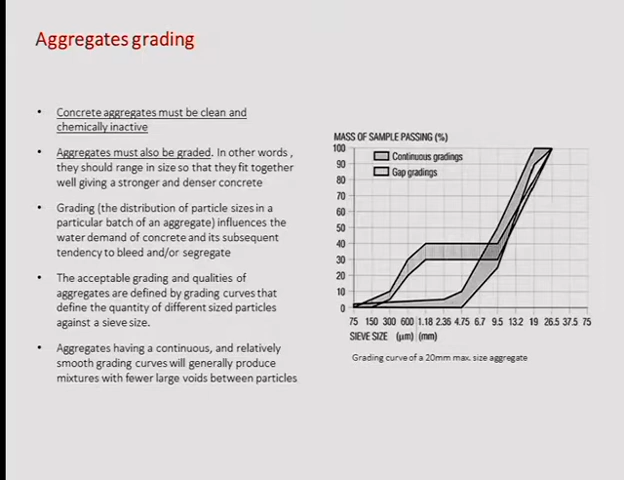 Aggregates grading
• Concrete aggregates must be clean and
chemically inactive
• Aggregates must also be graded. In other words ,
they should range in size so that they fit together
well giving a stronger and denser concrete
• Grading (the distribution of particle sizes in a
particular batch of an aggregate) influences the
water demand of concrete and its subsequent
tendency to bleed and/or segregate
• The acceptable grading and qualities of
aggregates are defined by grading curves that
define the quantity of different sized particles
against a sieve size.
• Aggregates having a continuous, and relatively
smooth grading curves will generally produce
mixtures with fewer large voids between particles
MASS OF SAMPLE PASSING (%)
100
90
80
70
60
50
40
30
20
10
0
Continuous gradings
Gap gradings
75 150 300 600 1.18 2.36 4.75 6.7 9.5 13.2 19 26.5 37.5 75
SIEVE SIZE (μm) (mm)
Grading curve of a 20mm max. size aggregate